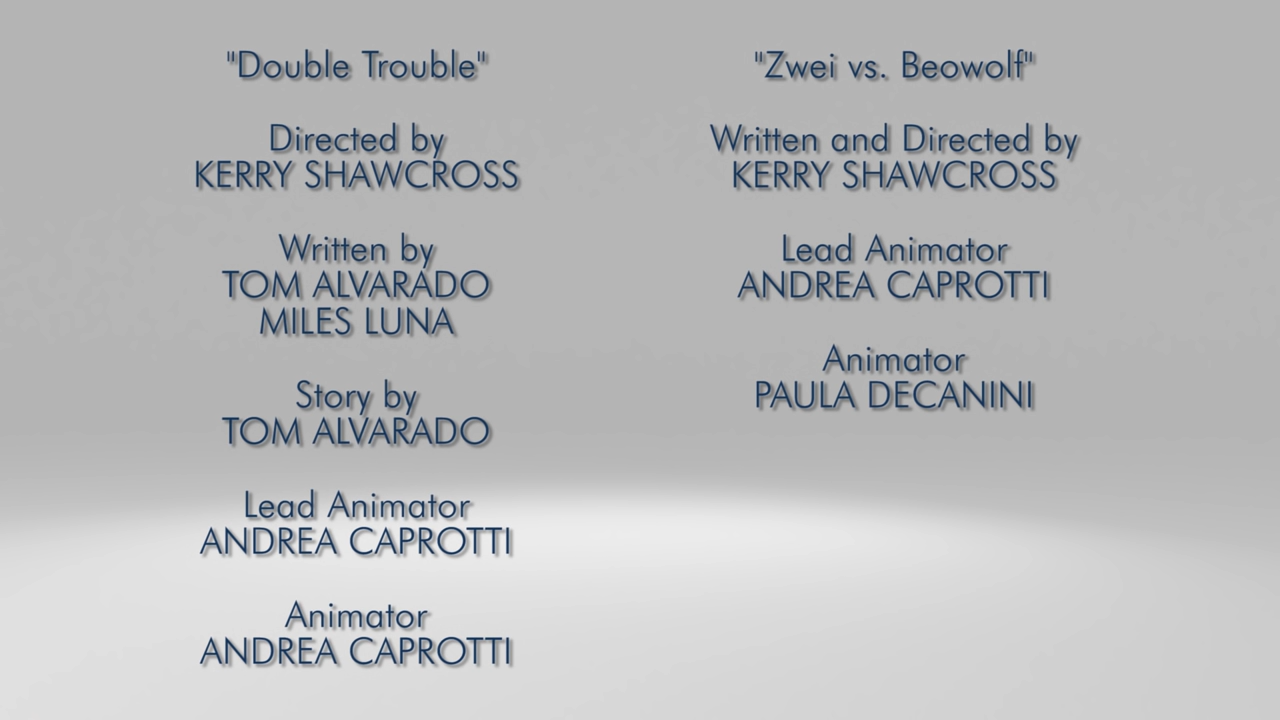 "Double Trouble"
Directed by
KERRY SHAWCROSS
Written by
TOM ALVARADO
MILES LUNA
Story by
TOM ALVARADO
Lead Animator
ANDREA CAPROTTI
Animator
ANDREA CAPROTTI
"Zwei vs. Beowolf"
Written and Directed by
KERRY SHAWCROSS
Lead Animator
ANDREA CAPROTTI
Animator
PAULA DECANINI